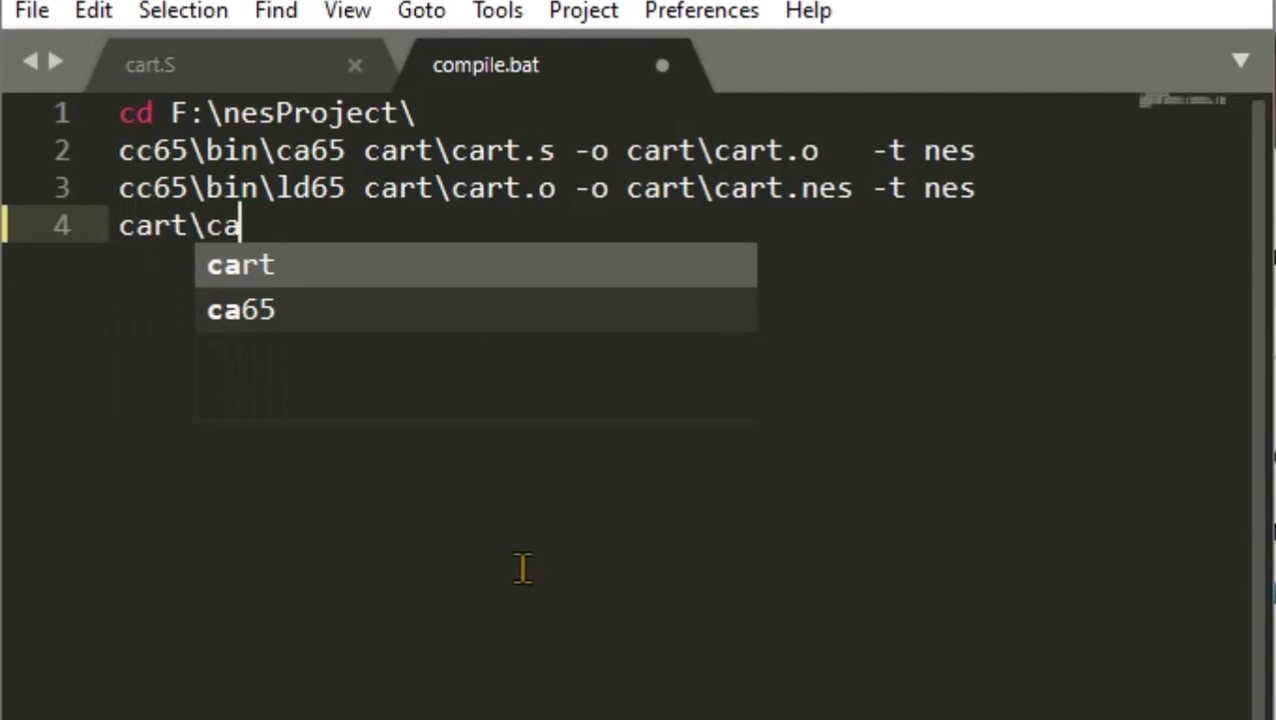 File Edit Selection Find View Goto Tools Project Preferences Help
cart.S compile.bat
1 cd F:\nesProject\
2 cc65\bin\ca65 cart\cart.s -o cart\cart.o   -t nes
3 cc65\bin\ld65 cart\cart.o -o cart\cart.nes -t nes
4 cart\ca
cart
ca65